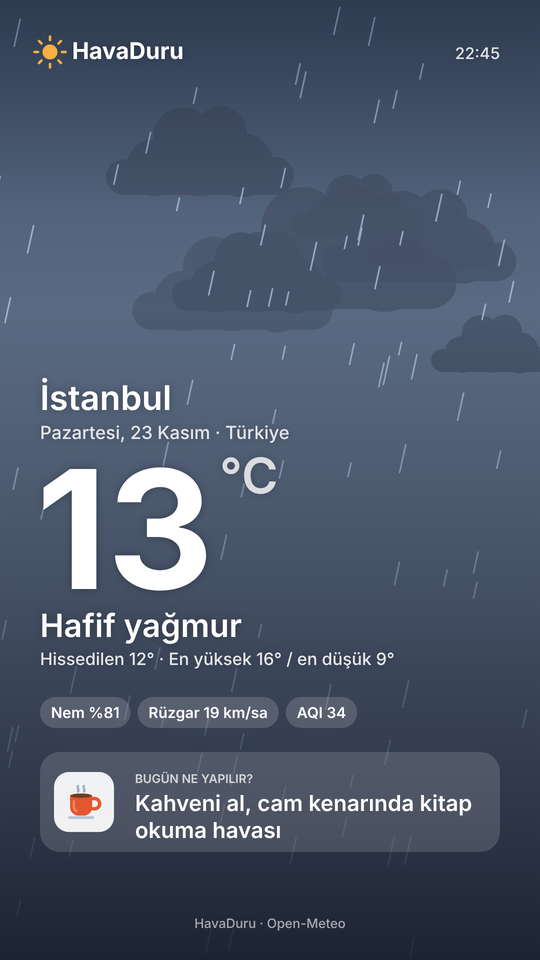 HavaDuru
22:45
İstanbul
Pazartesi, 23 Kasım · Türkiye
13 °C
Hafif yağmur
Hissedilen 12° · En yüksek 16° / en düşük 9°
Nem %81 Rüzgar 19 km/sa AQI 34
BUGÜN NE YAPILIR?
Kahveni al, cam kenarında kitap
okuma havası
HavaDuru · Open-Meteo